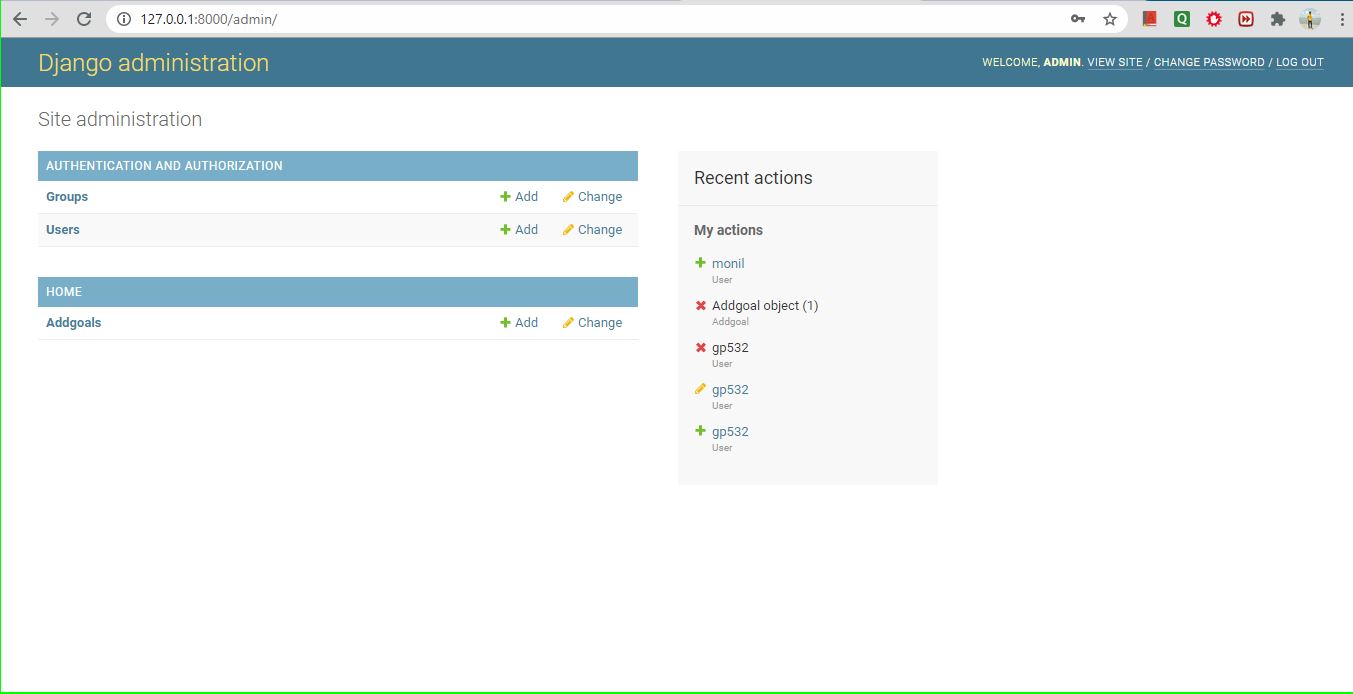 127.0.0.1:8000/admin/
Django administration
WELCOME, ADMIN. VIEW SITE / CHANGE PASSWORD / LOG OUT
Site administration
AUTHENTICATION AND AUTHORIZATION
Groups Add Change
Users Add Change
HOME
Addgoals Add Change
Recent actions
My actions
monil
User
Addgoal object (1)
Addgoal
gp532
User
gp532
User
gp532
User